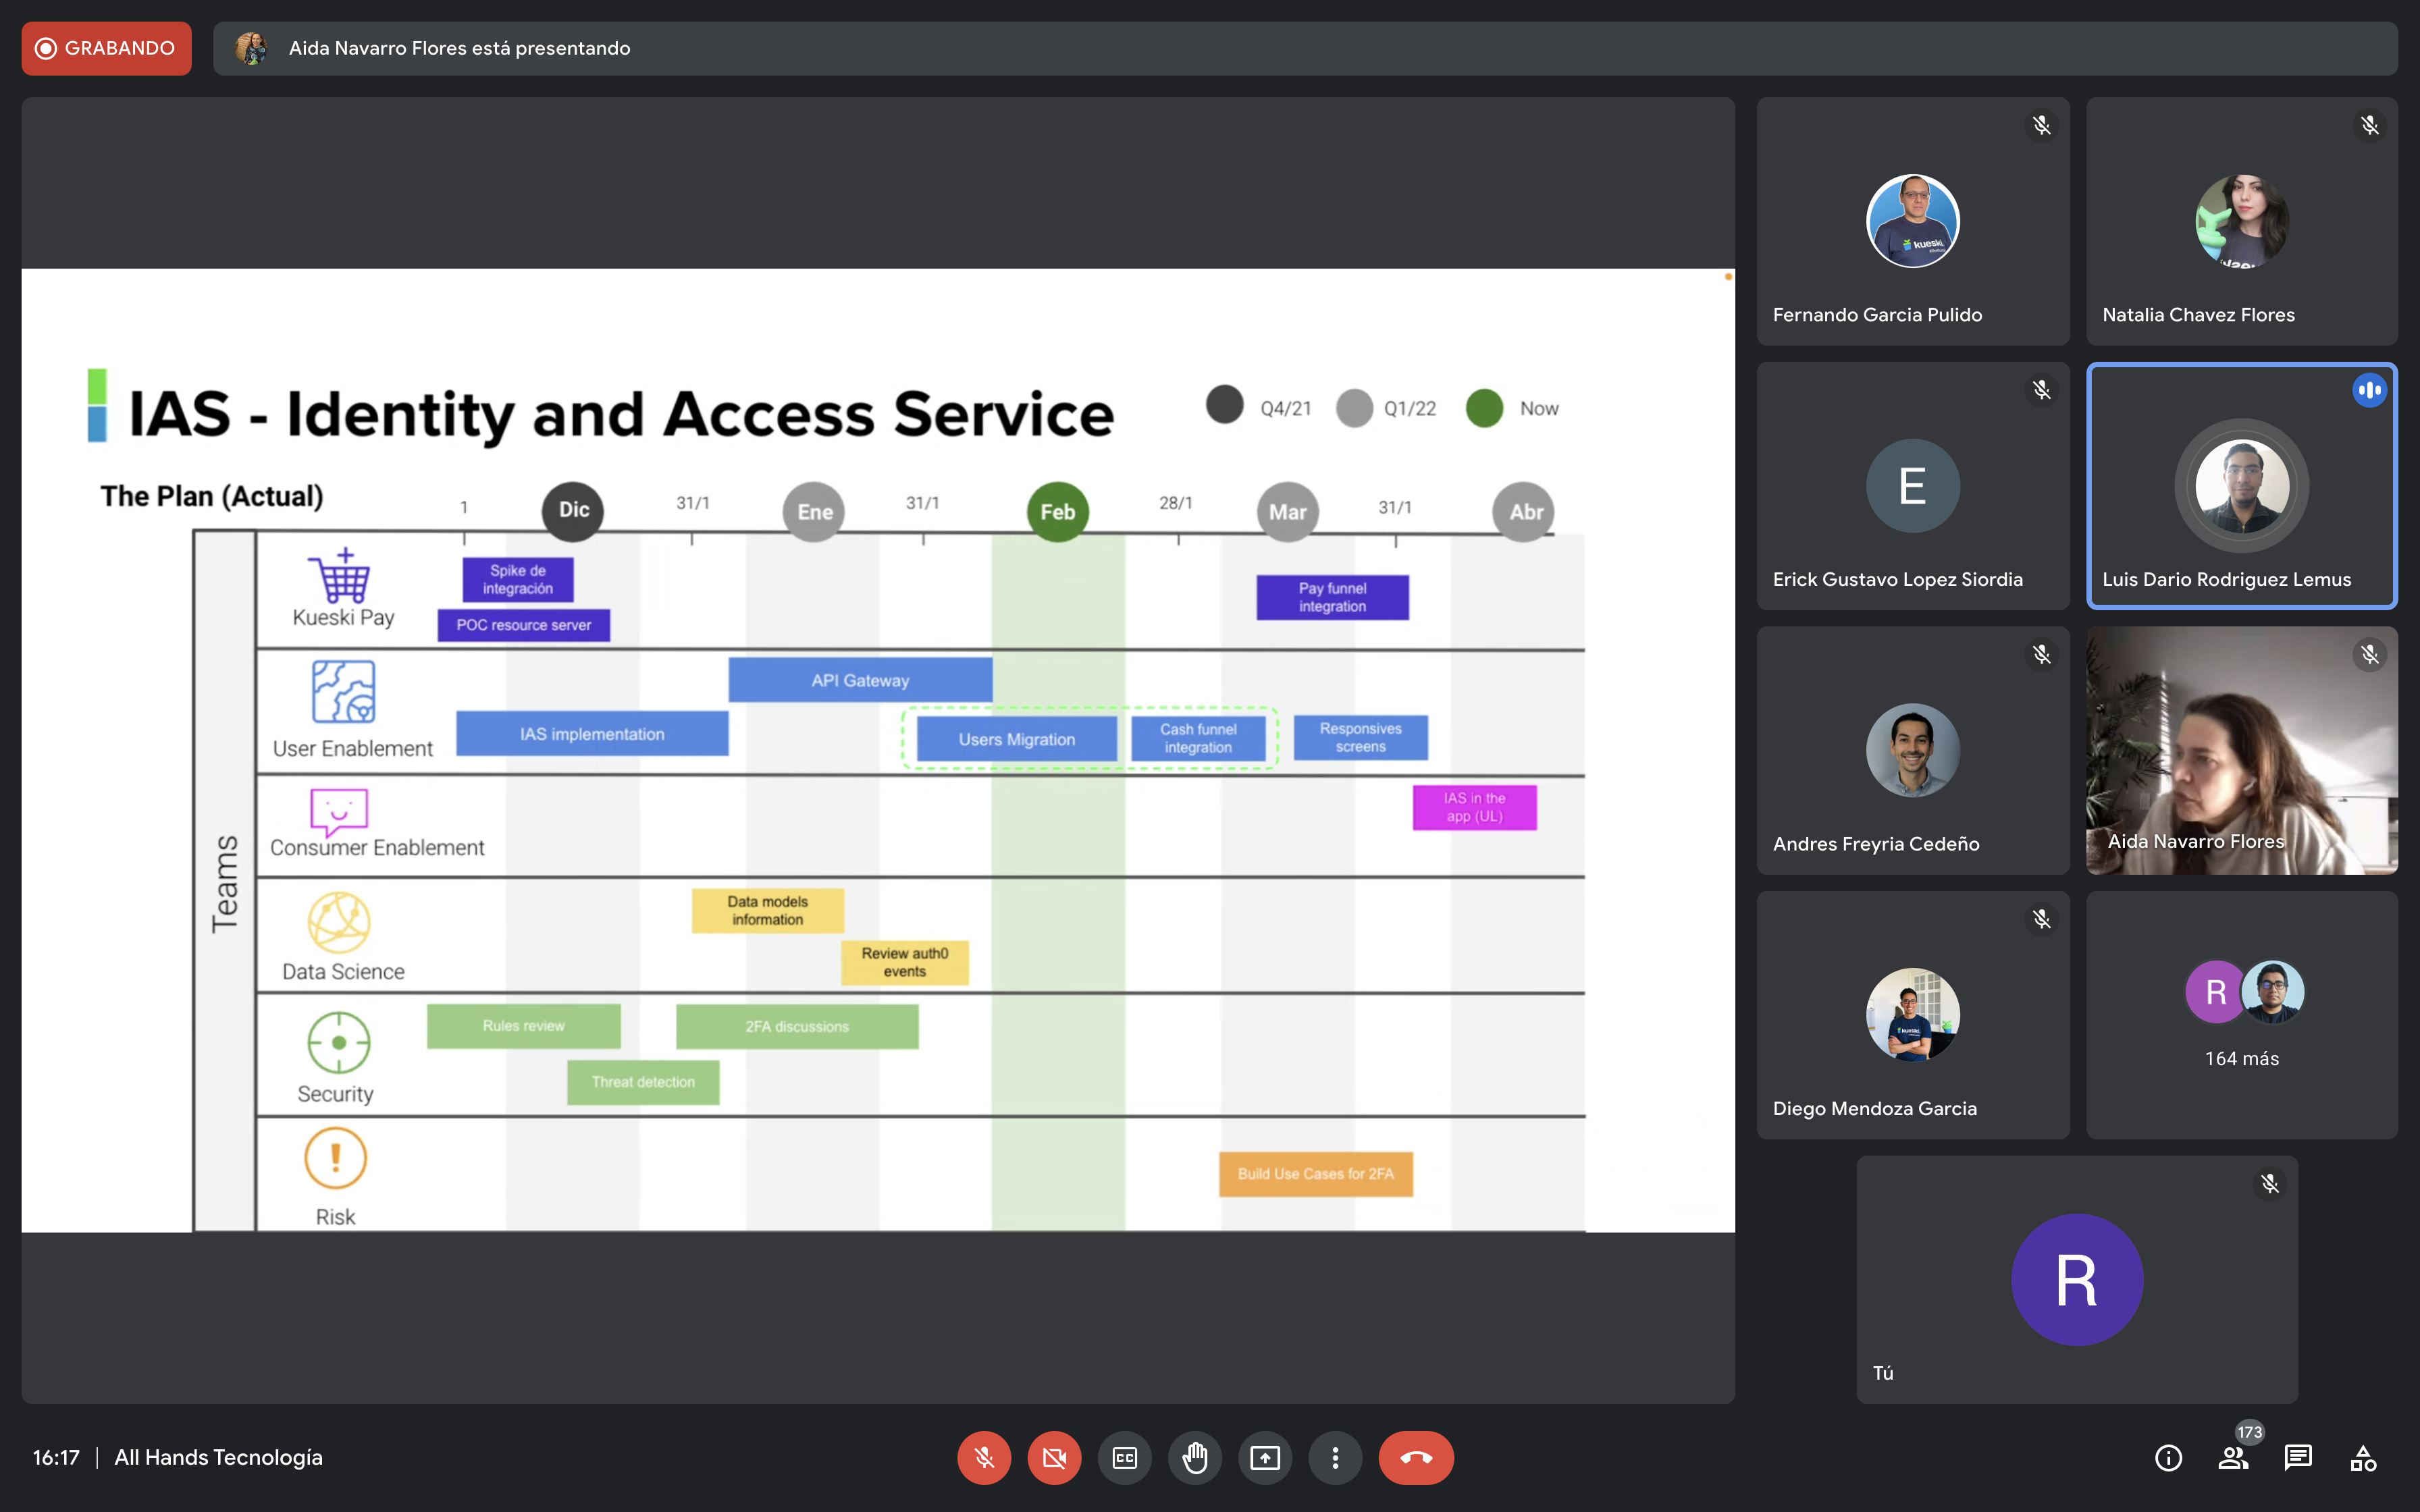 GRABANDO
Aida Navarro Flores está presentando
IAS - Identity and Access Service
Q4/21
Q1/22
Now
The Plan (Actual)
1
Dic
31/1
Ene
31/1
Feb
28/1
Mar
31/1
Abr
Teams
Kueski Pay
Spike de
integración
POC resource server
Pay funnel
integration
User Enablement
API Gateway
IAS implementation
Users Migration
Cash funnel
integration
Responsives
screens
Consumer Enablement
IAS in the
app (UL)
Data Science
Data models
information
Review auth0
events
Security
Rules review
2FA discussions
Threat detection
Risk
Build Use Cases for 2FA
kueski
Fernando Garcia Pulido
Natalia Chavez Flores
E
Erick Gustavo Lopez Siordia
Luis Dario Rodriguez Lemus
Andres Freyria Cedeño
Aida Navarro Flores
kueski
Diego Mendoza Garcia
R
164 más
R
Tú
16:17 | All Hands Tecnología
CC
173